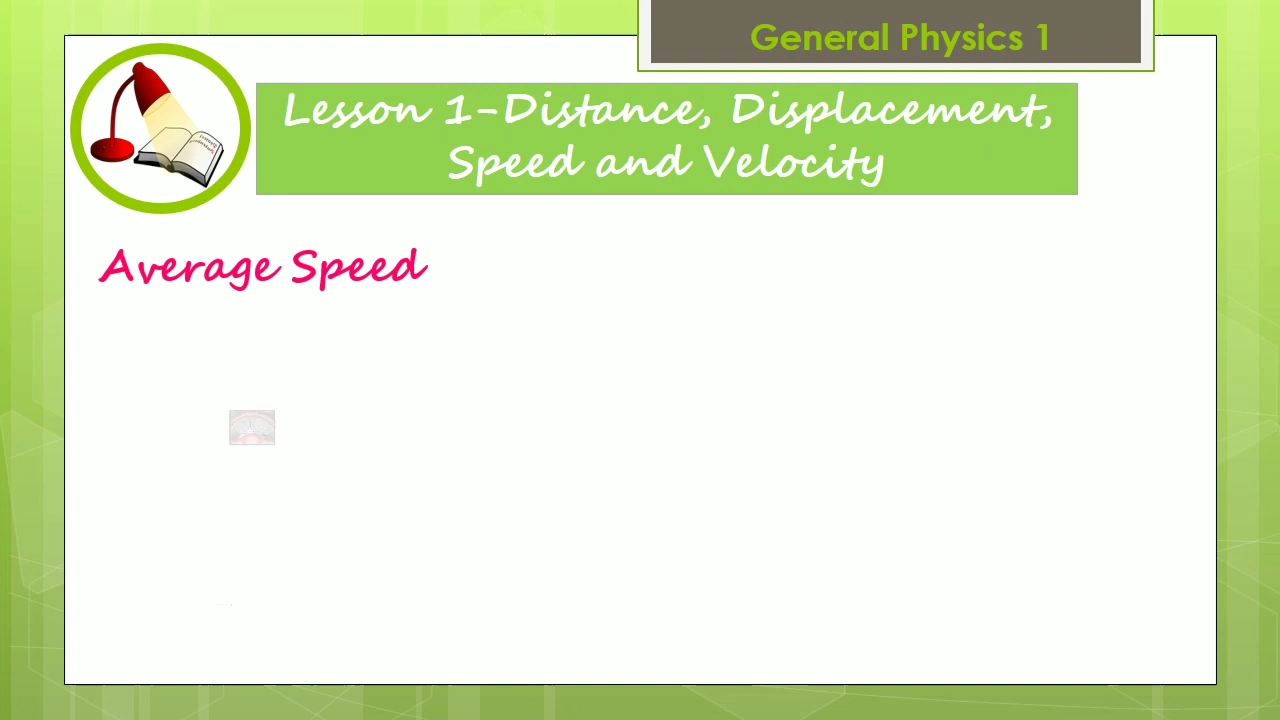 General Physics 1
Lesson 1-Distance, Displacement,
Speed and Velocity
Average Speed